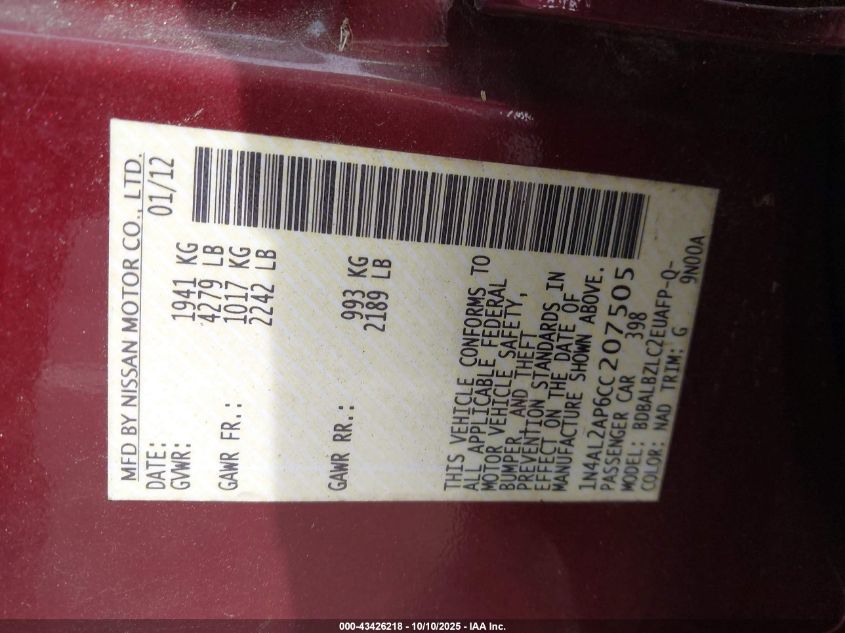 MFD BY NISSAN MOTOR CO., LTD.
DATE: 01/12
GVWR: 1941 KG
4279 LB
GAWR FR.: 1017 KG
2242 LB
GAWR RR.: 993 KG
2189 LB
THIS VEHICLE CONFORMS TO
ALL APPLICABLE FEDERAL
MOTOR VEHICLE SAFETY,
BUMPER, AND THEFT
PREVENTION STANDARDS IN
EFFECT ON THE DATE OF
MANUFACTURE SHOWN ABOVE.
1N4AL2AP6CC207505
PASSENGER CAR 398
MODEL: BDBALBZLC2EUAFP-Q-
COLOR: NAD TRIM: G 9N00A
000-43426218 - 10/10/2025 - IAA Inc.